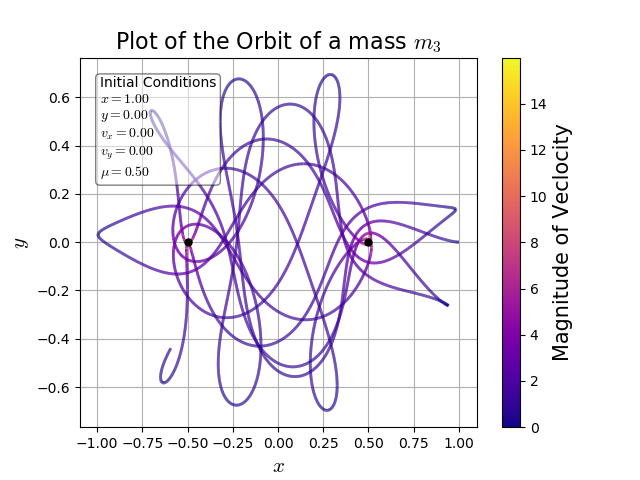 Plot of the Orbit of a mass m₃
Initial Conditions
x = 1.00
y = 0.00
vₓ = 0.00
v_y = 0.00
μ = 0.50
0.6
0.4
0.2
0.0
−0.2
−0.4
−0.6
y
−1.00 −0.75 −0.50 −0.25 0.00 0.25 0.50 0.75 1.00
x
14
12
10
8
6
4
2
0
Magnitude of Veclocity